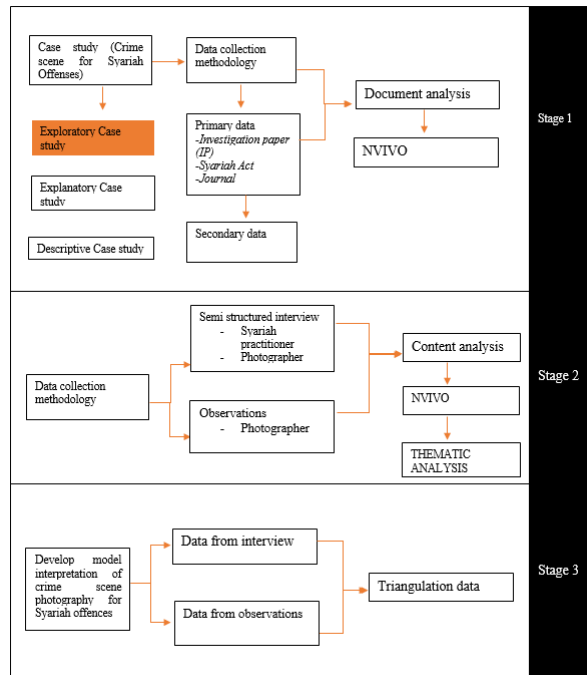 Case study (Crime
scene for Syariah
Offenses)
Data collection
methodology
Document analysis
Stage 1
Exploratory Case
study
Primary data
-Investigation paper
(IP)
-Syariah Act
-Journal
NVIVO
Explanatory Case
study
Descriptive Case study
Secondary data
Semi structured interview
- Syariah
practitioner
- Photographer
Content analysis
Stage 2
Data collection
methodology
Observations
- Photographer
NVIVO
THEMATIC
ANALYSIS
Develop model
interpretation of
crime scene
photography for
Syariah offences
Data from interview
Data from observations
Triangulation data
Stage 3